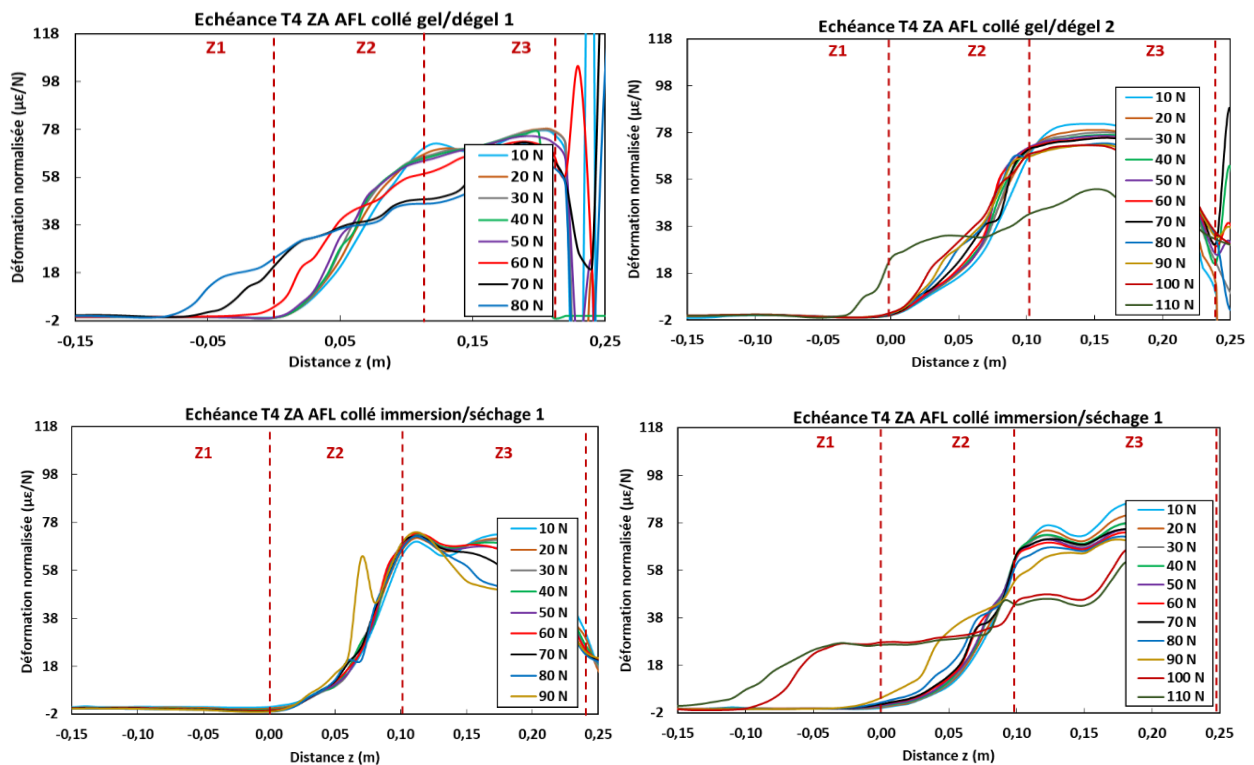 Echéance T4 ZA AFL collé gel/dégel 1
Déformation normalisée (µε/N)
118
98
78
58
38
18
-2
Z1
Z2
Z3
10 N
20 N
30 N
40 N
50 N
60 N
70 N
80 N
-0,15
-0,05
0,05
0,15
0,25
Distance z (m)
Echéance T4 ZA AFL collé gel/dégel 2
Déformation normalisée (µε/N)
118
98
78
58
38
18
-2
Z1
Z2
Z3
10 N
20 N
30 N
40 N
50 N
60 N
70 N
80 N
90 N
100 N
110 N
-0,15
-0,10
-0,05
0,00
0,05
0,10
0,15
0,20
0,25
Distance z (m)
Echéance T4 ZA AFL collé immersion/séchage 1
Déformation normalisée (µε/N)
118
98
78
58
38
18
-2
Z1
Z2
Z3
10 N
20 N
30 N
40 N
50 N
60 N
70 N
80 N
90 N
-0,15
-0,10
-0,05
0,00
0,05
0,10
0,15
0,20
0,25
Distance z (m)
Echéance T4 ZA AFL collé immersion/séchage 1
Déformation normalisée (µε/N)
118
98
78
58
38
18
-2
Z1
Z2
Z3
10 N
20 N
30 N
40 N
50 N
60 N
70 N
80 N
90 N
100 N
110 N
-0,15
-0,10
-0,05
0,00
0,05
0,10
0,15
0,20
0,25
Distance z (m)